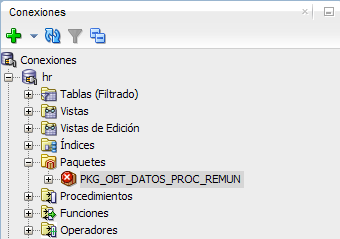 Conexiones
Conexiones
hr
Tablas (Filtrado)
Vistas
Vistas de Edición
Índices
Paquetes
PKG_OBT_DATOS_PROC_REMUN
Procedimientos
Funciones
Operadores